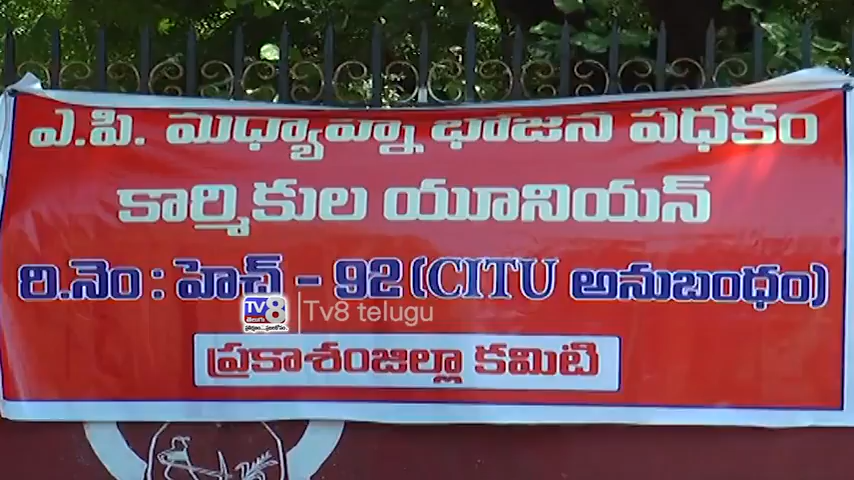 ఎ.పి. మధ్యాహ్న భోజన పథకం
కార్మికుల యూనియన్
రి.నెం : హెచ్ - 92 (CITU అనుబంధం)
TV8 Tv8 telugu
తెలుగు
ప్రకాశంజిల్లా కమిటి